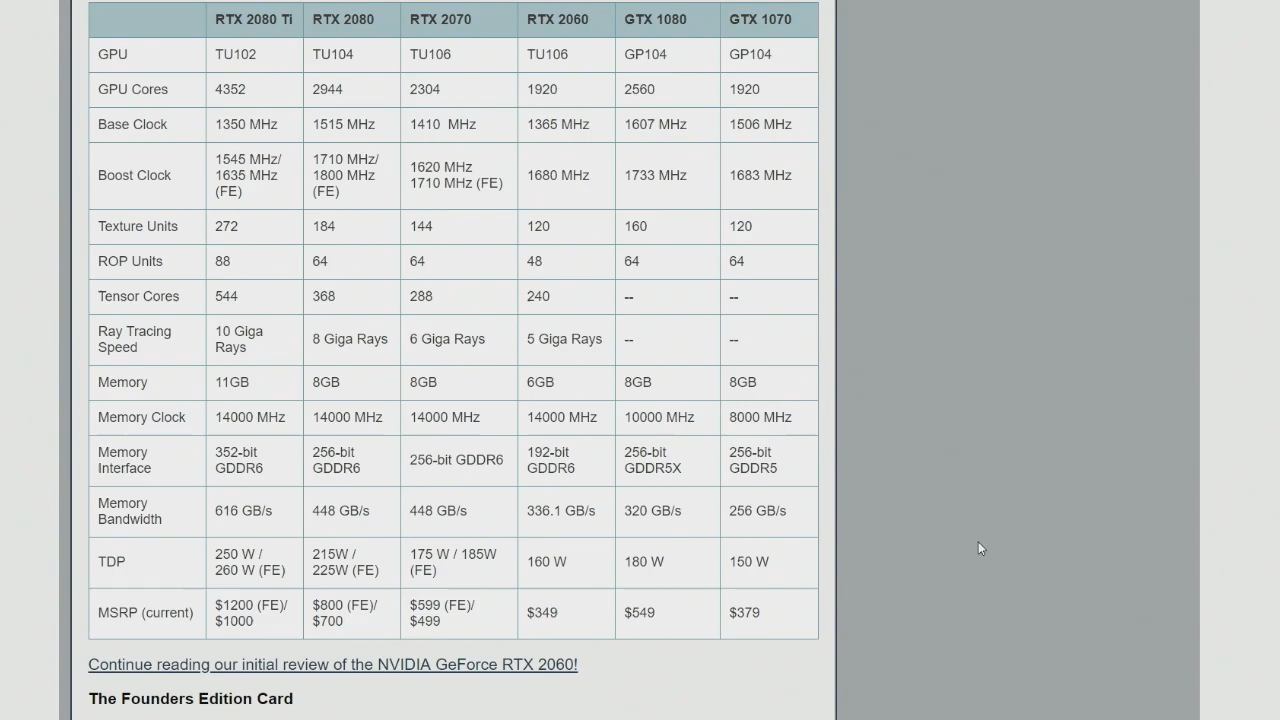 RTX 2080 Ti RTX 2080 RTX 2070 RTX 2060 GTX 1080 GTX 1070
GPU TU102 TU104 TU106 TU106 GP104 GP104
GPU Cores 4352 2944 2304 1920 2560 1920
Base Clock 1350 MHz 1515 MHz 1410 MHz 1365 MHz 1607 MHz 1506 MHz
Boost Clock 1545 MHz/ 1635 MHz (FE) 1710 MHz/ 1800 MHz (FE) 1620 MHz 1710 MHz (FE) 1680 MHz 1733 MHz 1683 MHz
Texture Units 272 184 144 120 160 120
ROP Units 88 64 64 48 64 64
Tensor Cores 544 368 288 240 -- --
Ray Tracing Speed 10 Giga Rays 8 Giga Rays 6 Giga Rays 5 Giga Rays -- --
Memory 11GB 8GB 8GB 6GB 8GB 8GB
Memory Clock 14000 MHz 14000 MHz 14000 MHz 14000 MHz 10000 MHz 8000 MHz
Memory Interface 352-bit GDDR6 256-bit GDDR6 256-bit GDDR6 192-bit GDDR6 256-bit GDDR5X 256-bit GDDR5
Memory Bandwidth 616 GB/s 448 GB/s 448 GB/s 336.1 GB/s 320 GB/s 256 GB/s
TDP 250 W / 260 W (FE) 215W / 225W (FE) 175 W / 185W (FE) 160 W 180 W 150 W
MSRP (current) $1200 (FE)/ $1000 $800 (FE)/ $700 $599 (FE)/ $499 $349 $549 $379
Continue reading our initial review of the NVIDIA GeForce RTX 2060!
The Founders Edition Card